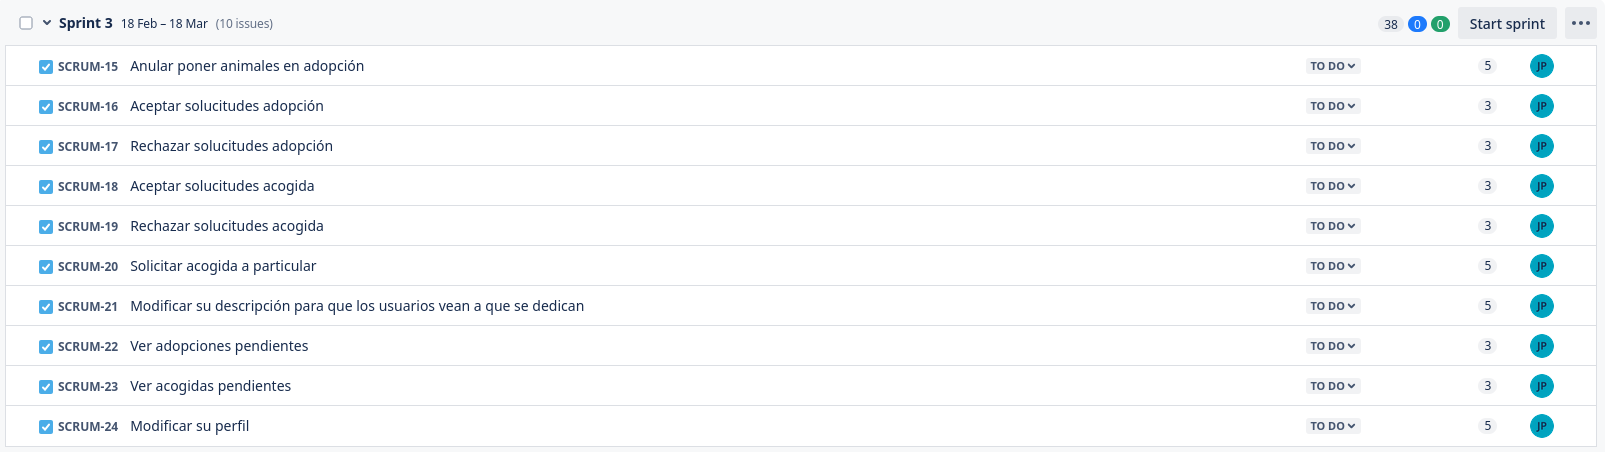 Sprint 3 18 Feb – 18 Mar (10 issues) 38 0 0 Start sprint
SCRUM-15 Anular poner animales en adopción TO DO 5 JP
SCRUM-16 Aceptar solucitudes adopción TO DO 3 JP
SCRUM-17 Rechazar solucitudes adopción TO DO 3 JP
SCRUM-18 Aceptar solucitudes acogida TO DO 3 JP
SCRUM-19 Rechazar solucitudes acogida TO DO 3 JP
SCRUM-20 Solicitar acogida a particular TO DO 5 JP
SCRUM-21 Modificar su descripción para que los usuarios vean a que se dedican TO DO 5 JP
SCRUM-22 Ver adopciones pendientes TO DO 3 JP
SCRUM-23 Ver acogidas pendientes TO DO 3 JP
SCRUM-24 Modificar su perfil TO DO 5 JP